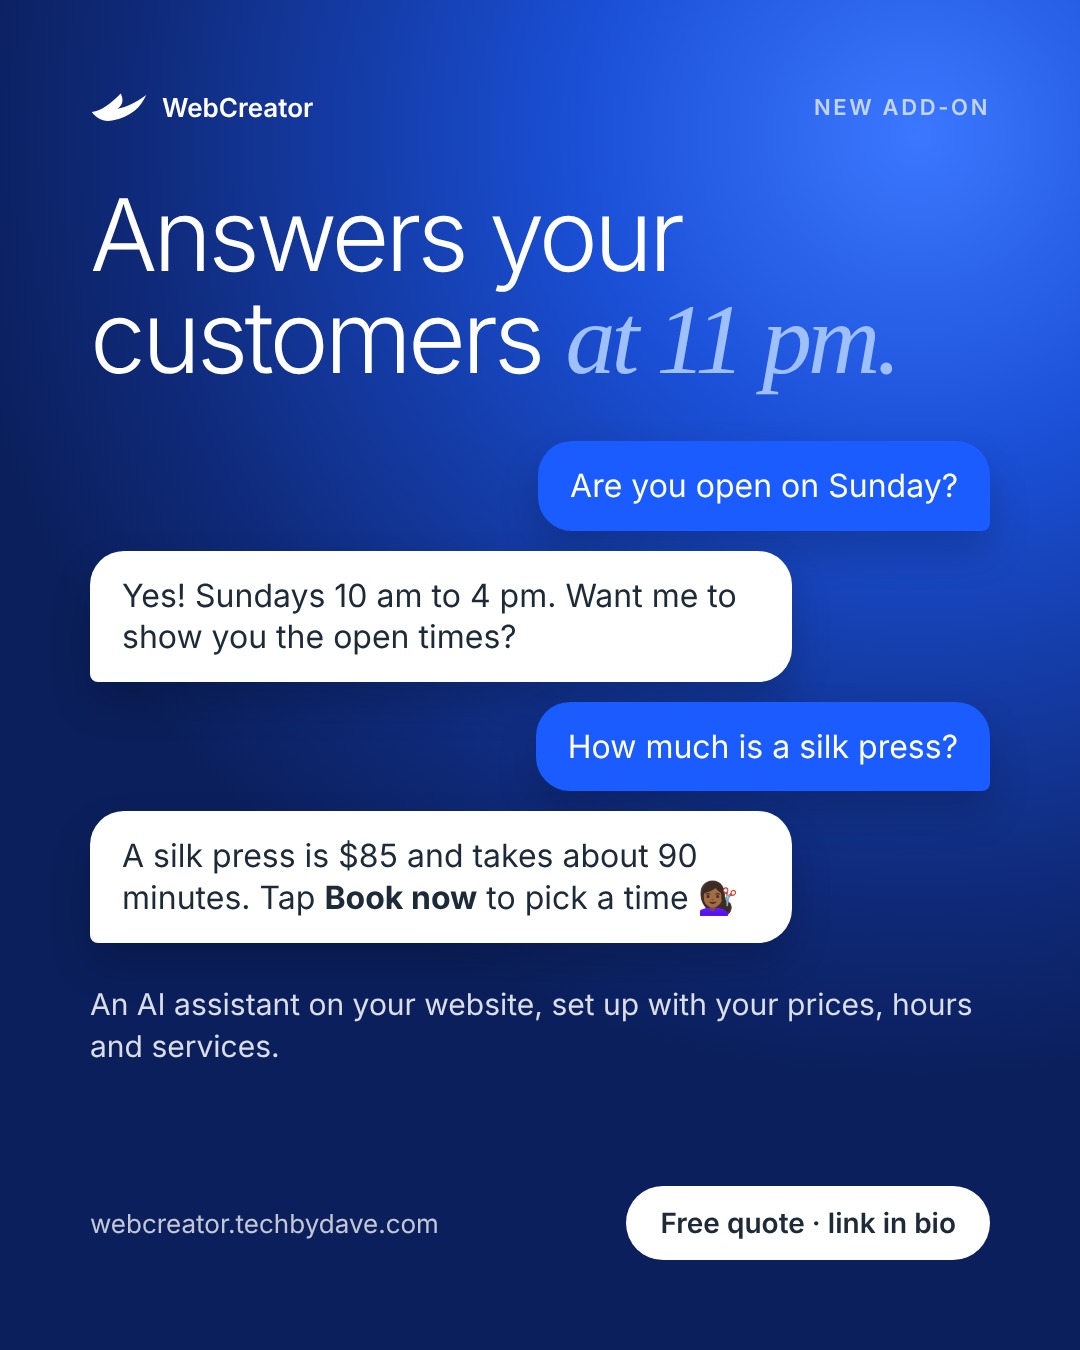 WebCreator
NEW ADD-ON
Answers your
customers at 11 pm.
Are you open on Sunday?
Yes! Sundays 10 am to 4 pm. Want me to
show you the open times?
How much is a silk press?
A silk press is $85 and takes about 90
minutes. Tap Book now to pick a time 💇🏾‍♀️
An AI assistant on your website, set up with your prices, hours
and services.
webcreator.techbydave.com
Free quote · link in bio